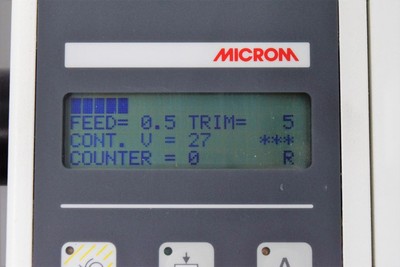 MICROM
FEED= 0.5 TRIM= 5
CONT. V = 27 ***
COUNTER = 0 R
A